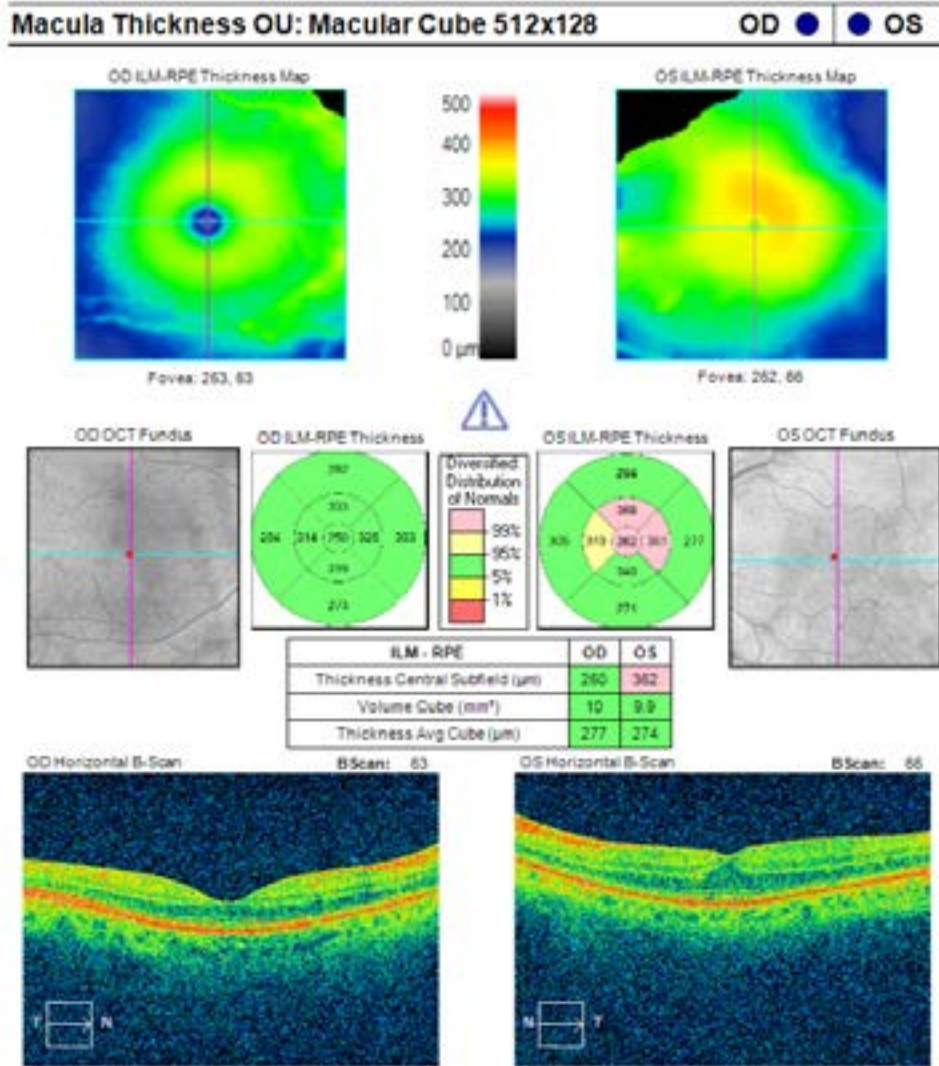 Macula Thickness OU: Macular Cube 512x128 OD OS
OD ILM-RPE Thickness Map
OS ILM-RPE Thickness Map
500
400
300
200
100
0 µm
Fovea: 263, 63
Fovea: 262, 66
OD OCT Fundus
OD ILM-RPE Thickness
OS ILM-RPE Thickness
OS OCT Fundus
Diversified
Distribution
of Normals
99%
95%
5%
1%
273
277
271
ILM - RPE OD OS
Thickness Central Subfield (µm) 362
Volume Cube (mm³) 10 9.9
Thickness Avg Cube (µm) 277 274
OD Horizontal B-Scan BScan: 63
OS Horizontal B-Scan BScan: 66
T N
N T